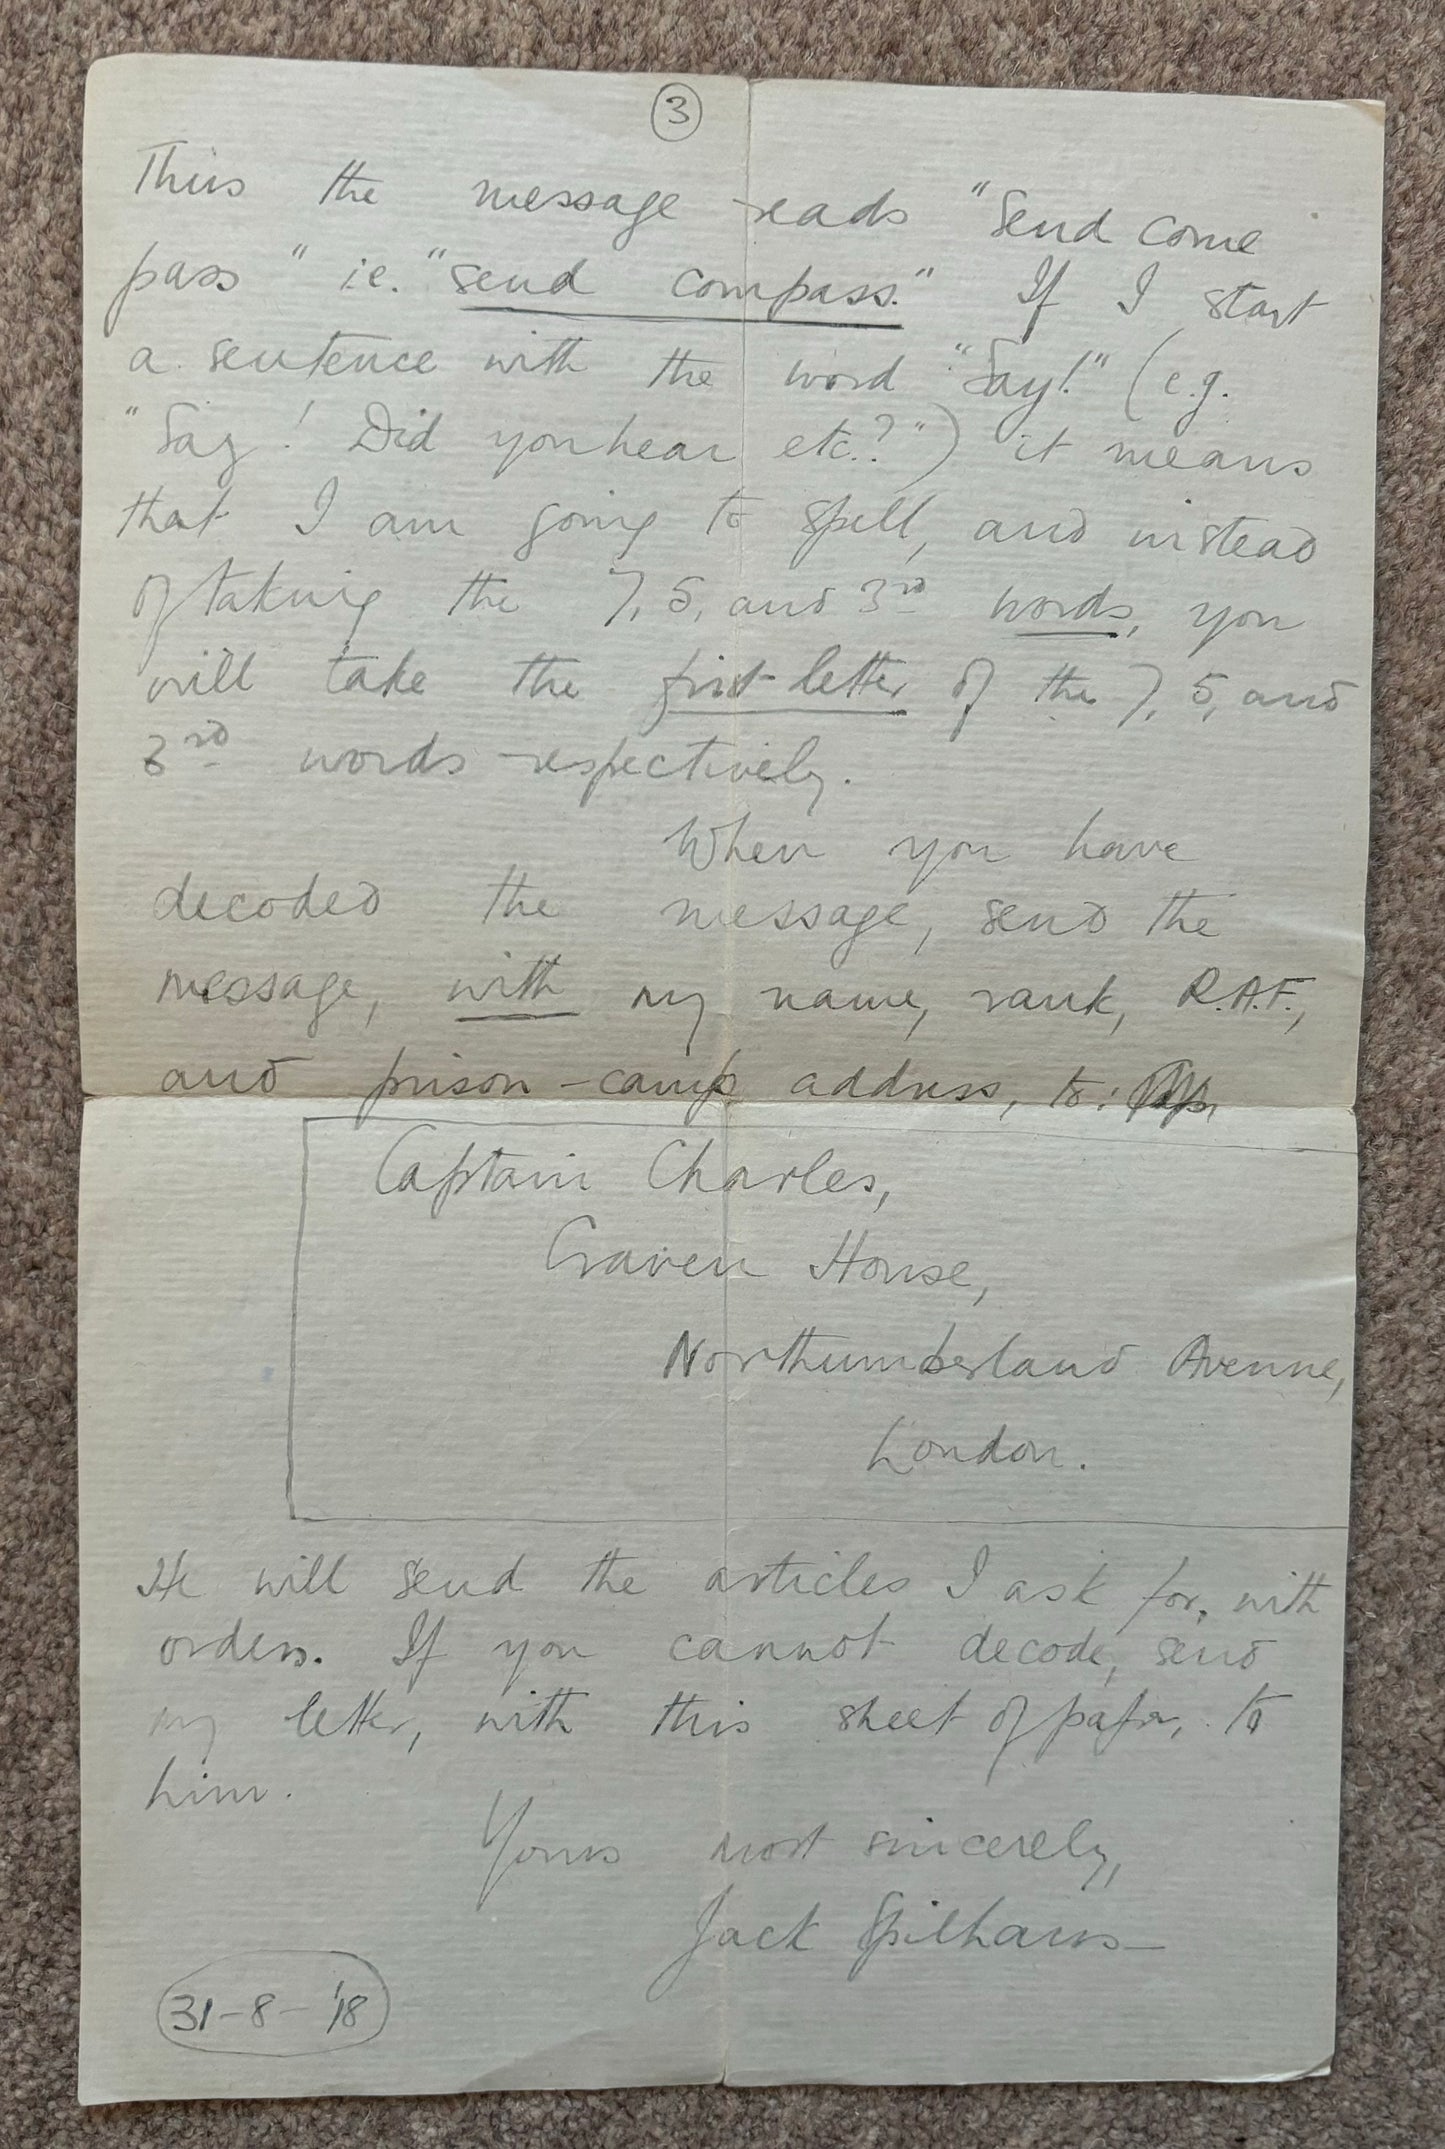 3
Thus the message reads "Send come
pass" i.e. "send compass." If I start
a sentence with the word "Say!" (e.g.
"Say! Did you hear etc.?") it means
that I am going to spell, and instead
of taking the 7, 5, and 3rd words, you
will take the first letter of the 7, 5, and
3rd words respectively.
When you have
decoded the message, send the
message, with my name, rank, R.A.F.,
and prison-camp address, to:
Captain Charles,
Craven House,
Northumberland Avenue,
London.
He will send the articles I ask for, with
orders. If you cannot decode, send
my letter, with this sheet of paper, to
him.
Yours most sincerely,
Jack Spilhaus
31-8-'18